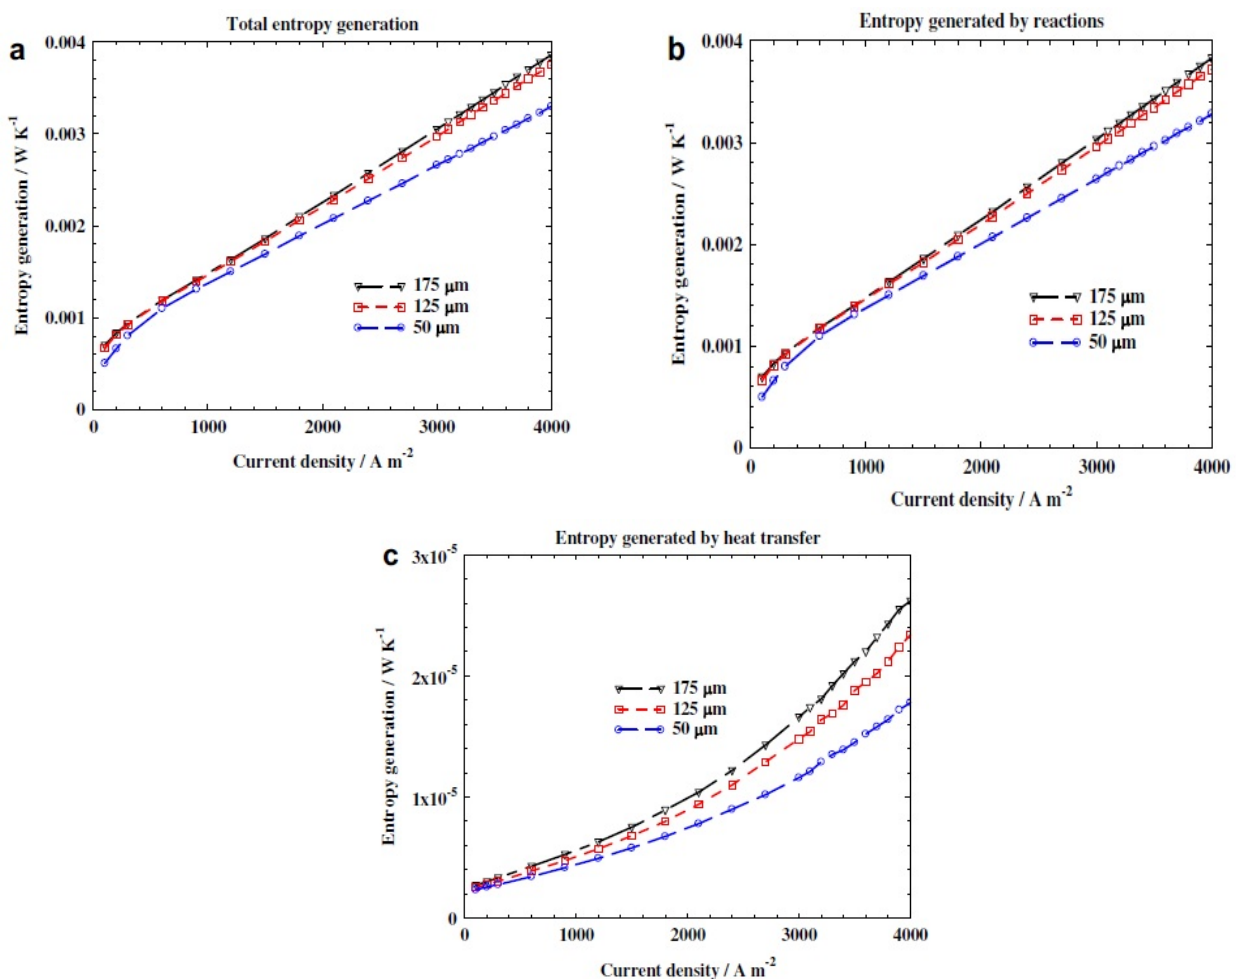 a
Total entropy generation
0.004
0.003
0.002
0.001
0
Entropy generation / W K⁻¹
175 μm
125 μm
50 μm
0 1000 2000 3000 4000
Current density / A m⁻²
b
Entropy generated by reactions
0.004
0.003
0.002
0.001
0
Entropy generation / W K⁻¹
175 μm
125 μm
50 μm
0 1000 2000 3000 4000
Current density / A m⁻²
c
Entropy generated by heat transfer
3x10⁻⁵
2x10⁻⁵
1x10⁻⁵
0
Entropy generation / W K⁻¹
175 μm
125 μm
50 μm
0 1000 2000 3000 4000
Current density / A m⁻²